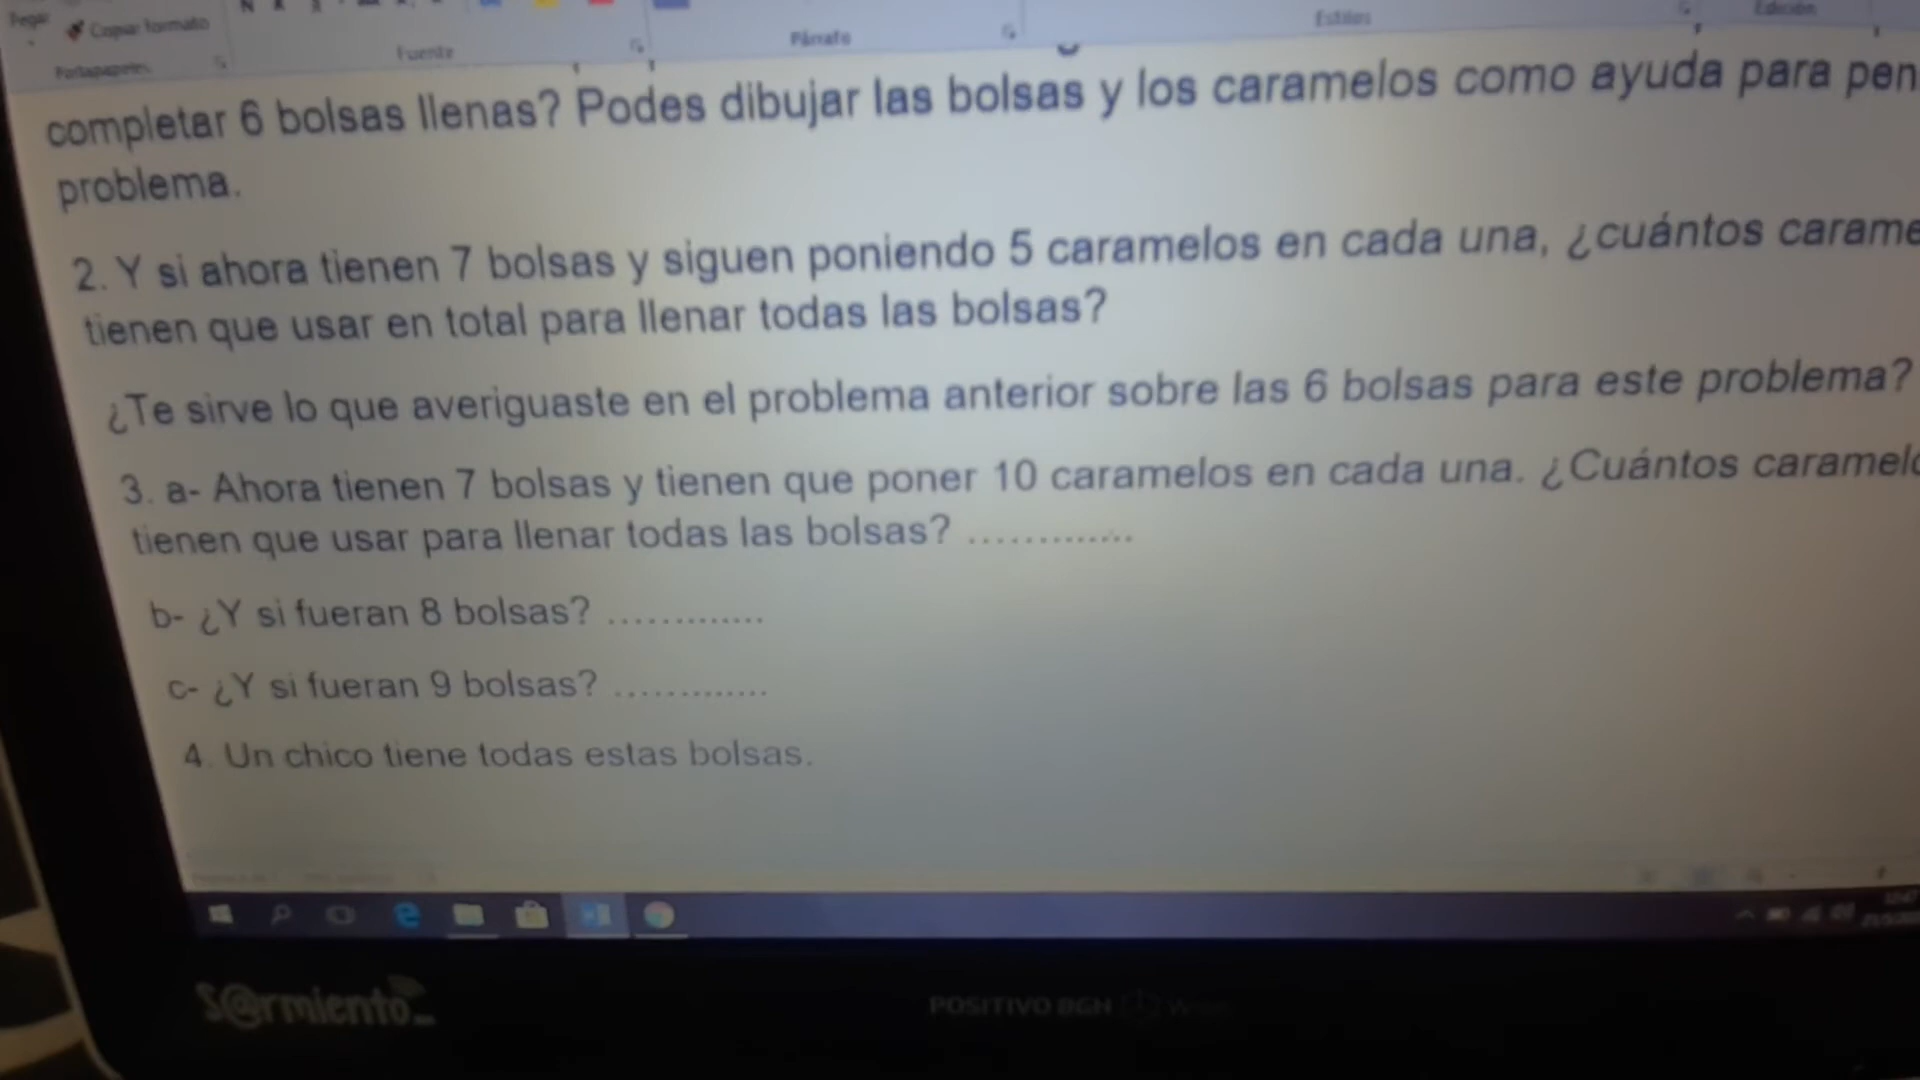 Pegar
Copiar formato
Portapapeles
Fuente
Párrafo
Estilos
Edición
completar 6 bolsas llenas? Podes dibujar las bolsas y los caramelos como ayuda para pen
problema.
2. Y si ahora tienen 7 bolsas y siguen poniendo 5 caramelos en cada una, ¿cuántos carame
tienen que usar en total para llenar todas las bolsas?
¿Te sirve lo que averiguaste en el problema anterior sobre las 6 bolsas para este problema?
3. a- Ahora tienen 7 bolsas y tienen que poner 10 caramelos en cada una. ¿Cuántos caramelo
tienen que usar para llenar todas las bolsas? .............
b- ¿Y si fueran 8 bolsas? ............
c- ¿Y si fueran 9 bolsas? ............
4. Un chico tiene todas estas bolsas.
S@rmiento
POSITIVO BGH